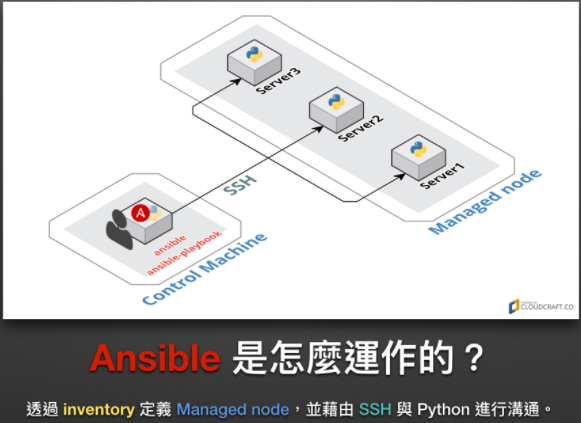 Server3
Server2
Server1
SSH
Managed node
A
ansible
ansible-playbook
Control Machine
CLOUDCRAFT.CO
Ansible 是怎麼運作的？
透過 inventory 定義 Managed node，並藉由 SSH 與 Python 進行溝通。